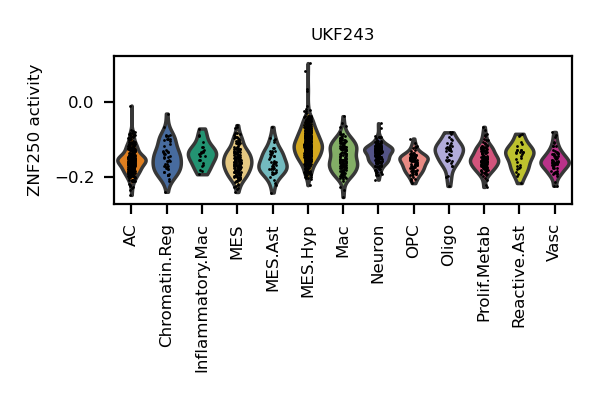 UKF243
ZNF250 activity
0.0
−0.2
AC
Chromatin.Reg
Inflammatory.Mac
MES
MES.Ast
MES.Hyp
Mac
Neuron
OPC
Oligo
Prolif.Metab
Reactive.Ast
Vasc